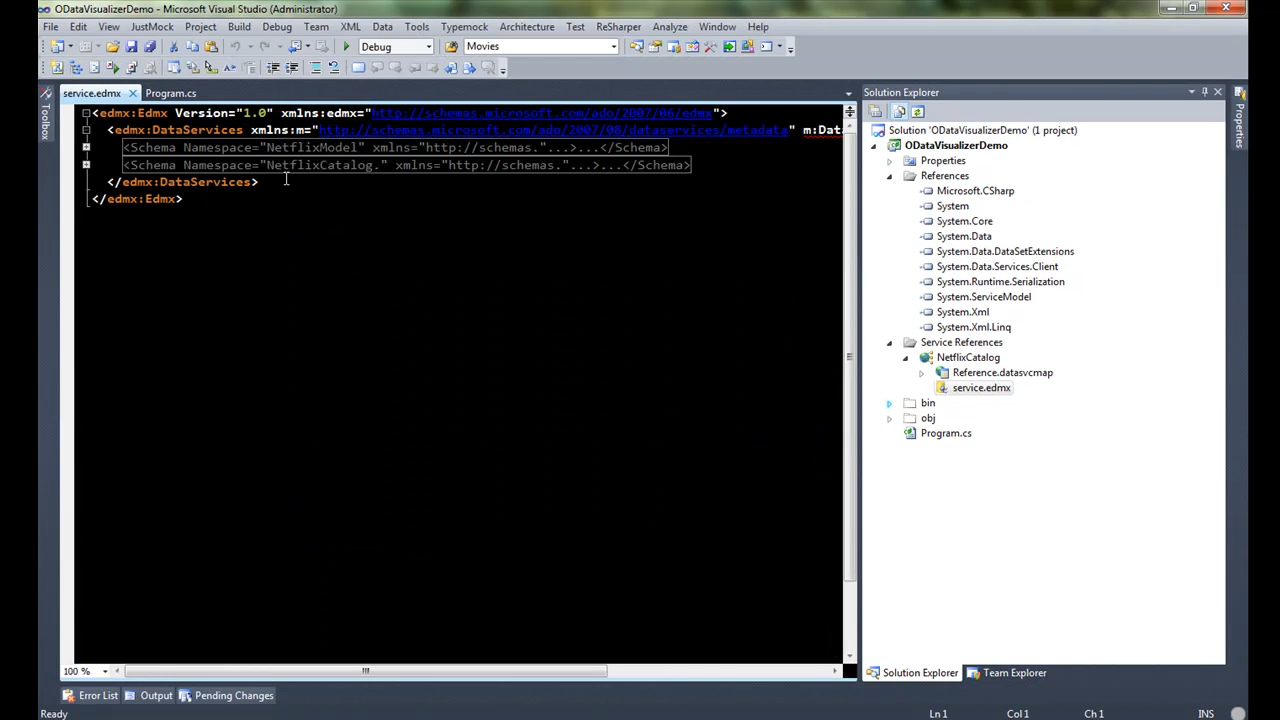 ODataVisualizerDemo - Microsoft Visual Studio (Administrator)
File Edit View JustMock Project Build Debug Team XML Data Tools Typemock Architecture Test ReSharper Analyze Window Help
Debug Movies
service.edmx Program.cs
<edmx:Edmx Version="1.0" xmlns:edmx="http://schemas.microsoft.com/ado/2007/06/edmx">
<edmx:DataServices xmlns:m="http://schemas.microsoft.com/ado/2007/08/dataservices/metadata" m:Data
<Schema Namespace="NetflixModel" xmlns="http://schemas."...>...</Schema>
<Schema Namespace="NetflixCatalog." xmlns="http://schemas."...>...</Schema>
</edmx:DataServices>
</edmx:Edmx>
100 %
Toolbox
Solution Explorer
Solution 'ODataVisualizerDemo' (1 project)
ODataVisualizerDemo
Properties
References
Microsoft.CSharp
System
System.Core
System.Data
System.Data.DataSetExtensions
System.Data.Services.Client
System.Runtime.Serialization
System.ServiceModel
System.Xml
System.Xml.Linq
Service References
NetflixCatalog
Reference.datasvcmap
service.edmx
bin
obj
Program.cs
Solution Explorer Team Explorer
Properties
Error List Output Pending Changes
Ready Ln 1 Col 1 Ch 1 INS